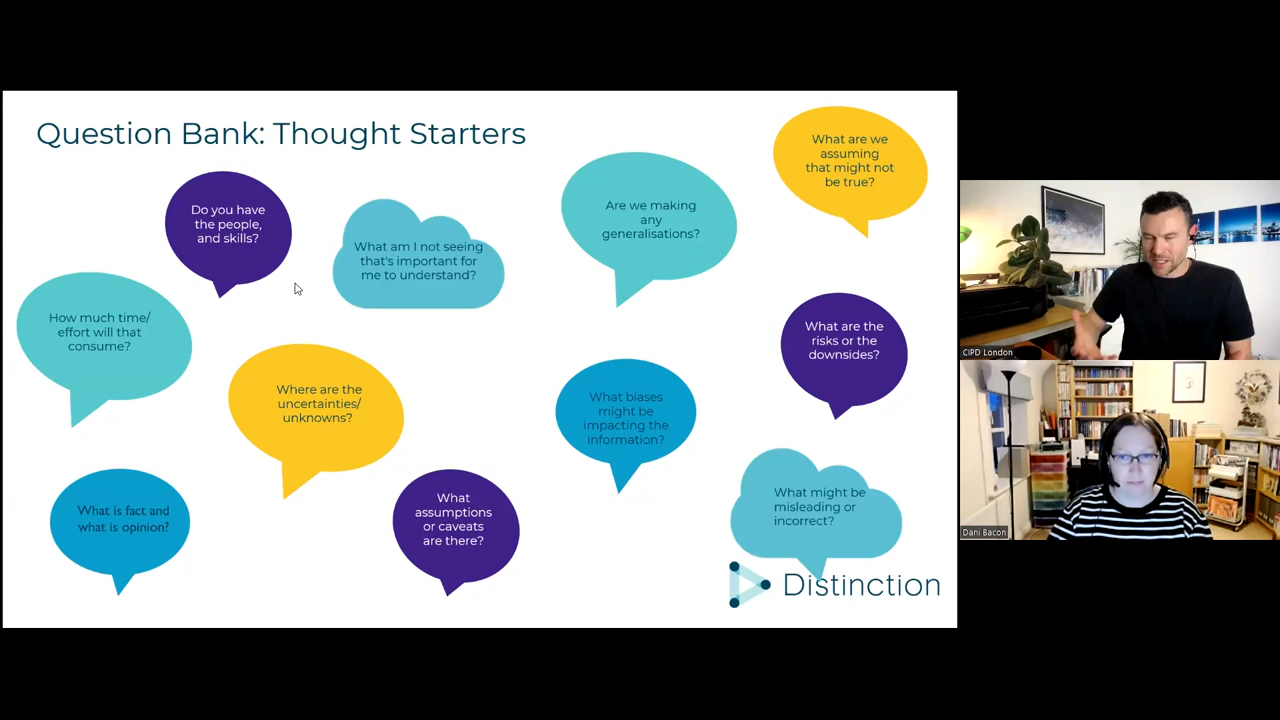 Question Bank: Thought Starters
What are we
assuming
that might not
be true?
Do you have
the people,
and skills?
Are we making
any
generalisations?
What am I not seeing
that's important for
me to understand?
How much time/
effort will that
consume?
What are the
risks or the
downsides?
Where are the
uncertainties/
unknowns?
What biases
might be
impacting the
information?
What is fact and
what is opinion?
What
assumptions
or caveats
are there?
What might be
misleading or
incorrect?
Distinction
CIPD London
Dani Bacon